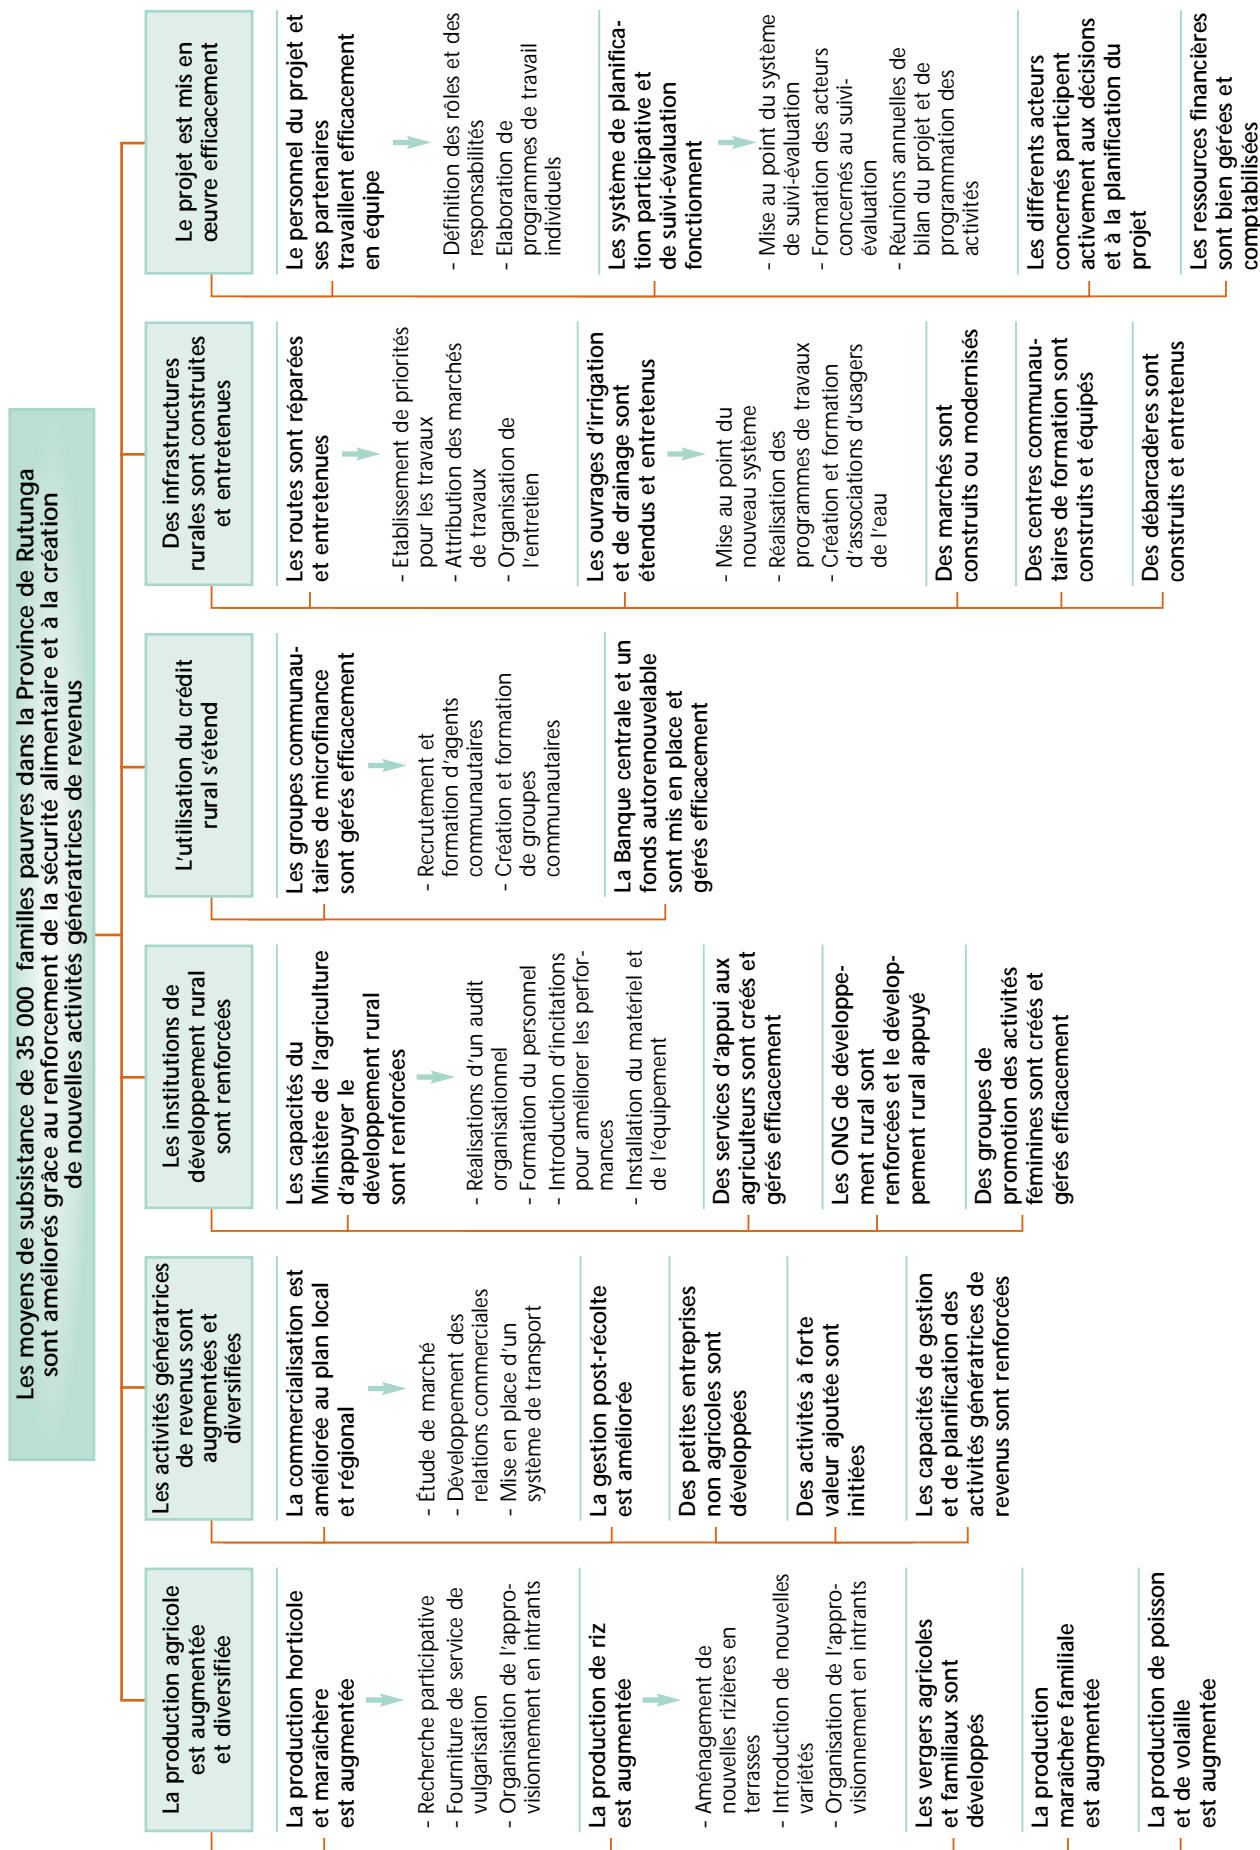 Les moyens de subsistance de 35 000 familles pauvres dans la Province de Rutunga
sont améliorés grâce au renforcement de la sécurité alimentaire et à la création
de nouvelles activités génératrices de revenus
La production agricole
est augmentée
et diversifiée
La production horticole
et maraîchère
est augmentée
- Recherche participative
- Fourniture de service de
vulgarisation
- Organisation de l'appro-
visionnement en intrants
La production de riz
est augmentée
- Aménagement de
nouvelles rizières en
terrasses
- Introduction de nouvelles
variétés
- Organisation de l'appro-
visionnement en intrants
Les vergers agricoles
et familiaux sont
développés
La production
maraîchère familiale
est augmentée
La production de poisson
et de volaille
est augmentée
Les activités génératrices
de revenus sont
augmentées et
diversifiées
La commercialisation est
améliorée au plan local
et régional
- Étude de marché
- Développement des
relations commerciales
- Mise en place d'un
système de transport
La gestion post-récolte
est améliorée
Des petites entreprises
non agricoles sont
développées
Des activités à forte
valeur ajoutée sont
initiées
Les capacités de gestion
et de planification des
activités génératrices de
revenus sont renforcées
Les institutions de
développement rural
sont renforcées
Les capacités du
Ministère de l'agriculture
d'appuyer le
développement rural
sont renforcées
- Réalisations d'un audit
organisationnel
- Formation du personnel
- Introduction d'incitations
pour améliorer les perfor-
mances
- Installation du matériel et
de l'équipement
Des services d'appui aux
agriculteurs sont créés et
gérés efficacement
Les ONG de développe-
ment rural sont
renforcées et le dévelop-
pement rural appuyé
Des groupes de
promotion des activités
féminines sont créés et
gérés efficacement
L'utilisation du crédit
rural s'étend
Les groupes communau-
taires de microfinance
sont gérés efficacement
- Recrutement et
formation d'agents
communautaires
- Création et formation
de groupes
communautaires
La Banque centrale et un
fonds autorenouvelable
sont mis en place et
gérés efficacement
Des infrastructures
rurales sont construites
et entretenues
Les routes sont réparées
et entretenues
- Etablissement de priorités
pour les travaux
- Attribution des marchés
de travaux
- Organisation de
l'entretien
Les ouvrages d'irrigation
et de drainage sont
étendus et entretenus
- Mise au point du
nouveau système
- Réalisation des
programmes de travaux
- Création et formation
d'associations d'usagers
de l'eau
Des marchés sont
construits ou modernisés
Des centres communau-
taires de formation sont
construits et équipés
Des débarcadères sont
construits et entretenus
Le projet est mis en
œuvre efficacement
Le personnel du projet et
ses partenaires
travaillent efficacement
en équipe
- Définition des rôles et des
responsabilités
- Elaboration de
programmes de travail
individuels
Les système de planifica-
tion participative et
de suivi-évaluation
fonctionnent
- Mise au point du système
de suivi-évaluation
- Formation des acteurs
concernés au suivi-
évaluation
- Réunions annuelles de
bilan du projet et de
programmation des
activités
Les différents acteurs
concernés participent
activement aux décisions
et à la planification du
projet
Les ressources financières
sont bien gérées et
comptabilisées